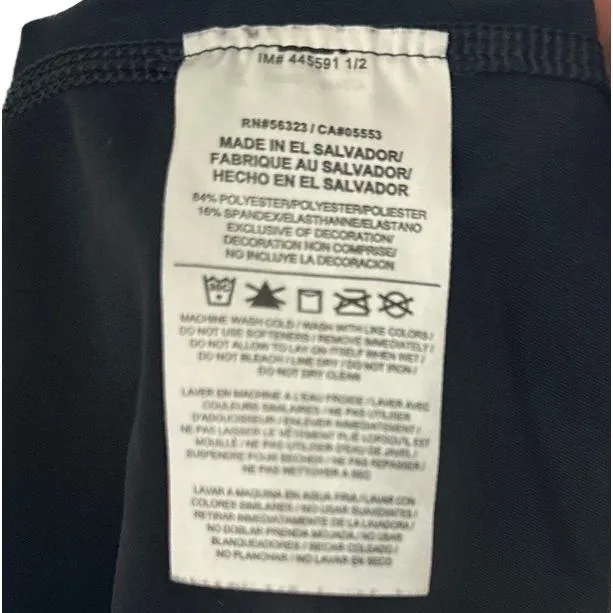 IM# 445591 1/2
RN#56323 / CA#05553
MADE IN EL SALVADOR/
FABRIQUE AU SALVADOR/
HECHO EN EL SALVADOR
84% POLYESTER/POLYESTER/POLIESTER
16% SPANDEX/ELASTHANNE/ELASTANO
EXCLUSIVE OF DECORATION/
DECORATION NON COMPRISE/
NO INCLUYE LA DECORACION
30C
MACHINE WASH COLD / WASH WITH LIKE COLORS /
DO NOT USE SOFTENERS / REMOVE IMMEDIATELY /
DO NOT ALLOW TO LAY ON ITSELF WHEN WET /
DO NOT BLEACH / LINE DRY / DO NOT IRON /
DO NOT DRY CLEAN
LAVER EN MACHINE A L'EAU FROIDE / LAVER AVEC
COULEURS SIMILAIRES / NE PAS UTILISER
D'ADOUCISSEUR / ENLEVER IMMEDIATEMENT /
NE PAS LAISSER LE VÊTEMENT PLIÉ LORSQU'IL EST
MOUILLÉ / NE PAS UTILISER D'EAU DE JAVEL /
SUSPENDRE POUR SECHER / NE PAS REPASSER /
NE PAS NETTOYER A SEC
LAVAR A MAQUINA EN AGUA FRIA / LAVAR CON
COLORES SIMILARES / NO USAR SUAVIZANTES /
RETIRAR IMMEDIATAMENTE DE LA LAVADORA /
NO DOBLAR PRENDA MOJADA / NO USAR
BLANQUEADORES / SECAR COLGADO /
NO PLANCHAR / NO LAVAR EN SECO